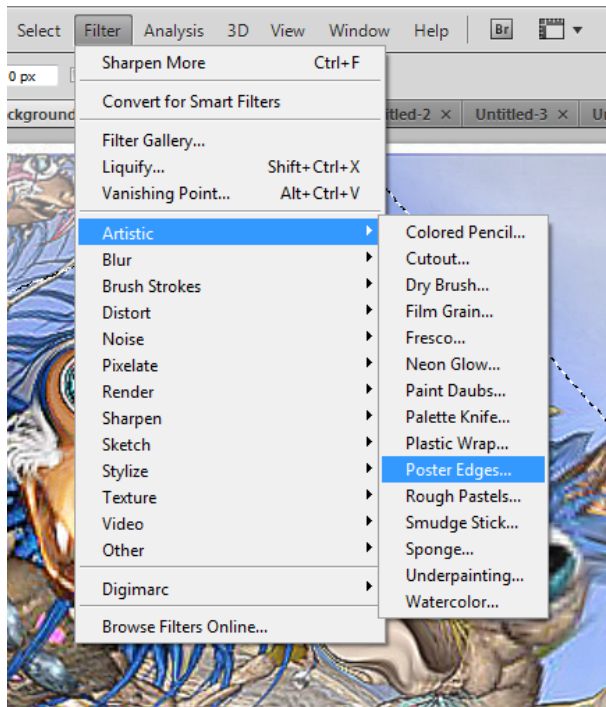 Select Filter Analysis 3D View Window Help Br
0 px
Sharpen More Ctrl+F
Convert for Smart Filters
ckground
itled-2 × Untitled-3 × Un
Filter Gallery...
Liquify... Shift+Ctrl+X
Vanishing Point... Alt+Ctrl+V
Artistic
Blur
Brush Strokes
Distort
Noise
Pixelate
Render
Sharpen
Sketch
Stylize
Texture
Video
Other
Digimarc
Browse Filters Online...
Colored Pencil...
Cutout...
Dry Brush...
Film Grain...
Fresco...
Neon Glow...
Paint Daubs...
Palette Knife...
Plastic Wrap...
Poster Edges...
Rough Pastels...
Smudge Stick...
Sponge...
Underpainting...
Watercolor...